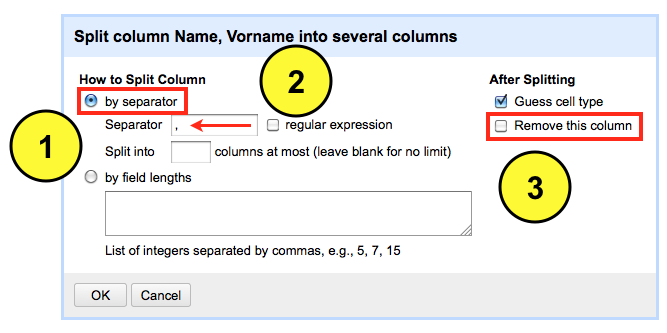 Split column Name, Vorname into several columns
How to Split Column
2
After Splitting
by separator
Guess cell type
Separator , regular expression
Remove this column
1
Split into columns at most (leave blank for no limit)
by field lengths
3
List of integers separated by commas, e.g., 5, 7, 15
OK Cancel